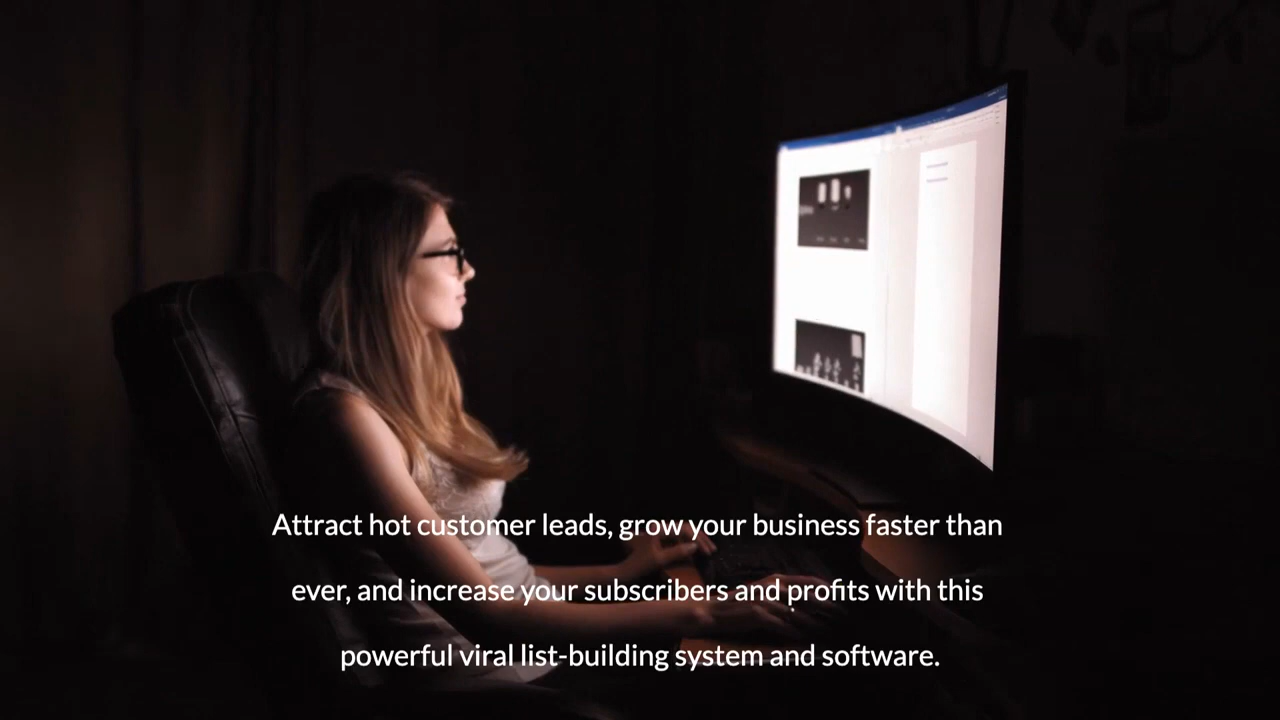 Attract hot customer leads, grow your business faster than
ever, and increase your subscribers and profits with this
powerful viral list-building system and software.